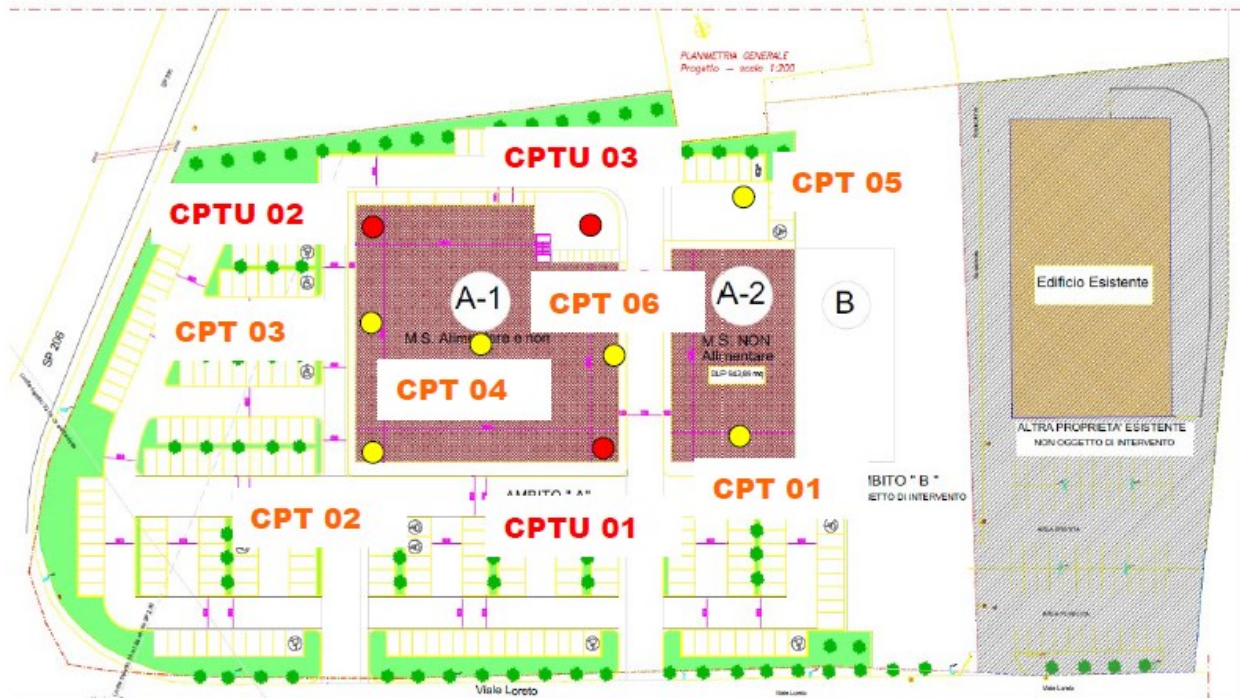 PLANIMETRIA GENERALE
Progetto — scala 1:200
CPTU 03
CPT 05
CPTU 02
A-1
CPT 06
A-2
B
Edificio Esistente
CPT 03
M.S. Alimentare e non
M.S. NON
Alimentare
SP 206
CPT 04
ALTRA PROPRIETA' ESISTENTE
NON OGGETTO DI INTERVENTO
CPT 01
AMBITO " A"
MBITO " B "
ETTO DI INTERVENTO
CPT 02
CPTU 01
Viale Loreto
Viale Loreto
Viale Loreto